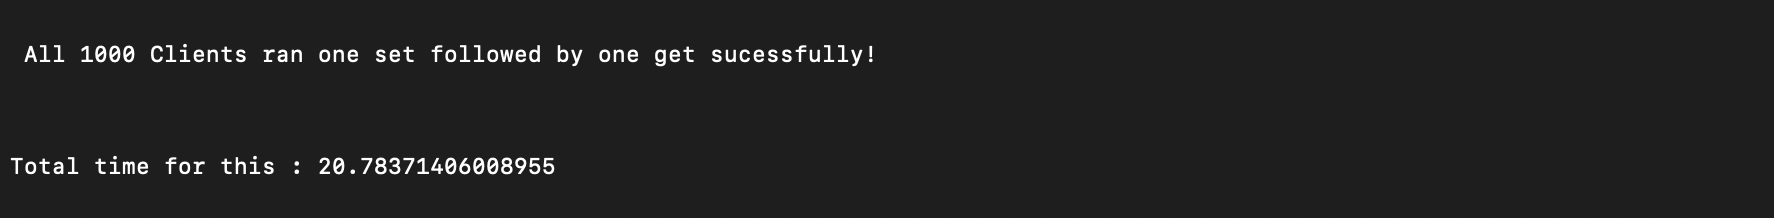 All 1000 Clients ran one set followed by one get sucessfully!
Total time for this : 20.78371406008955